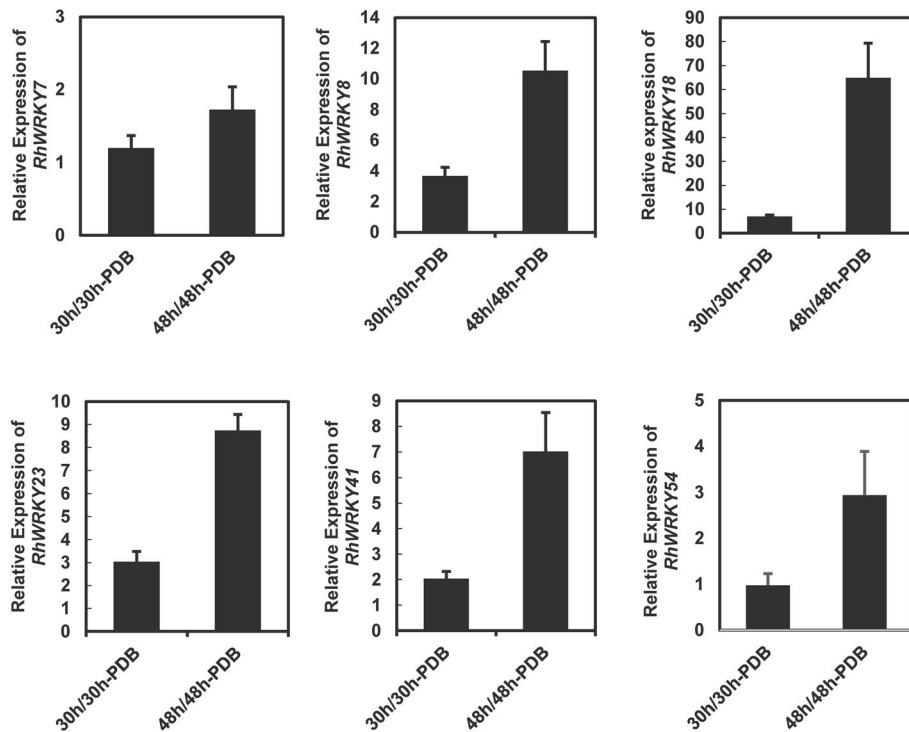 Relative Expression of
RhWRKY7
3
2
1
0
30h/30h-PDB
48h/48h-PDB
Relative Expression of
RhWRKY8
14
12
10
8
6
4
2
0
30h/30h-PDB
48h/48h-PDB
Relative expression of
RhWRKY18
90
80
70
60
50
40
30
20
10
0
30h/30h-PDB
48h/48h-PDB
Relative Expression of
RhWRKY23
10
9
8
7
6
5
4
3
2
1
0
30h/30h-PDB
48h/48h-PDB
Relative Expression of
RhWRKY41
9
8
7
6
5
4
3
2
1
0
30h/30h-PDB
48h/48h-PDB
Relative Expression of
RhWRKY54
5
4
3
2
1
0
30h/30h-PDB
48h/48h-PDB